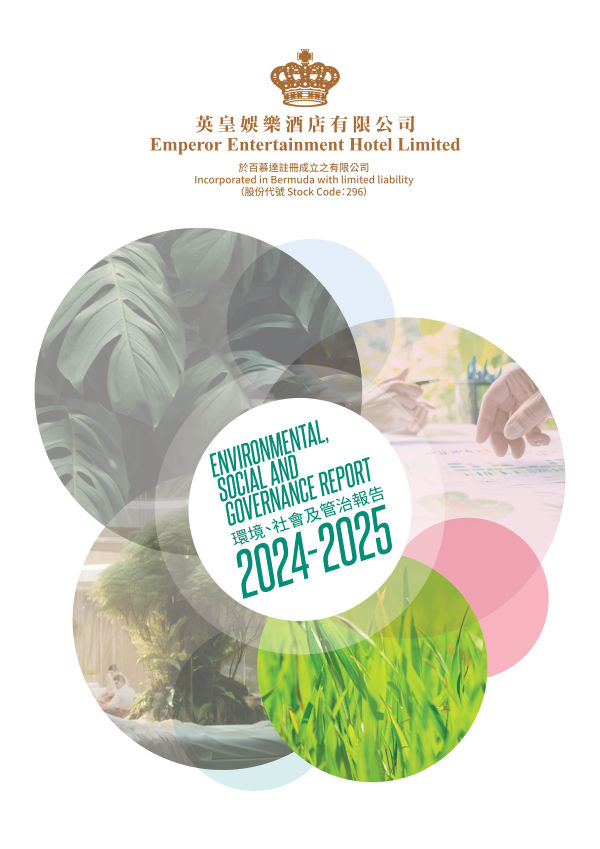 英皇娛樂酒店有限公司
Emperor Entertainment Hotel Limited
於百慕達註冊成立之有限公司
Incorporated in Bermuda with limited liability
(股份代號 Stock Code：296)
ENVIRONMENTAL,
SOCIAL AND
GOVERNANCE REPORT
環境、社會及管治報告
2024-2025